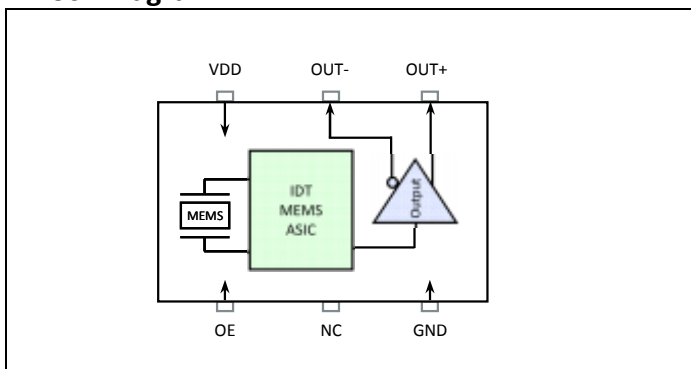 VDD OUT- OUT+
IDT
MEMS
ASIC
MEMS
Output
OE NC GND